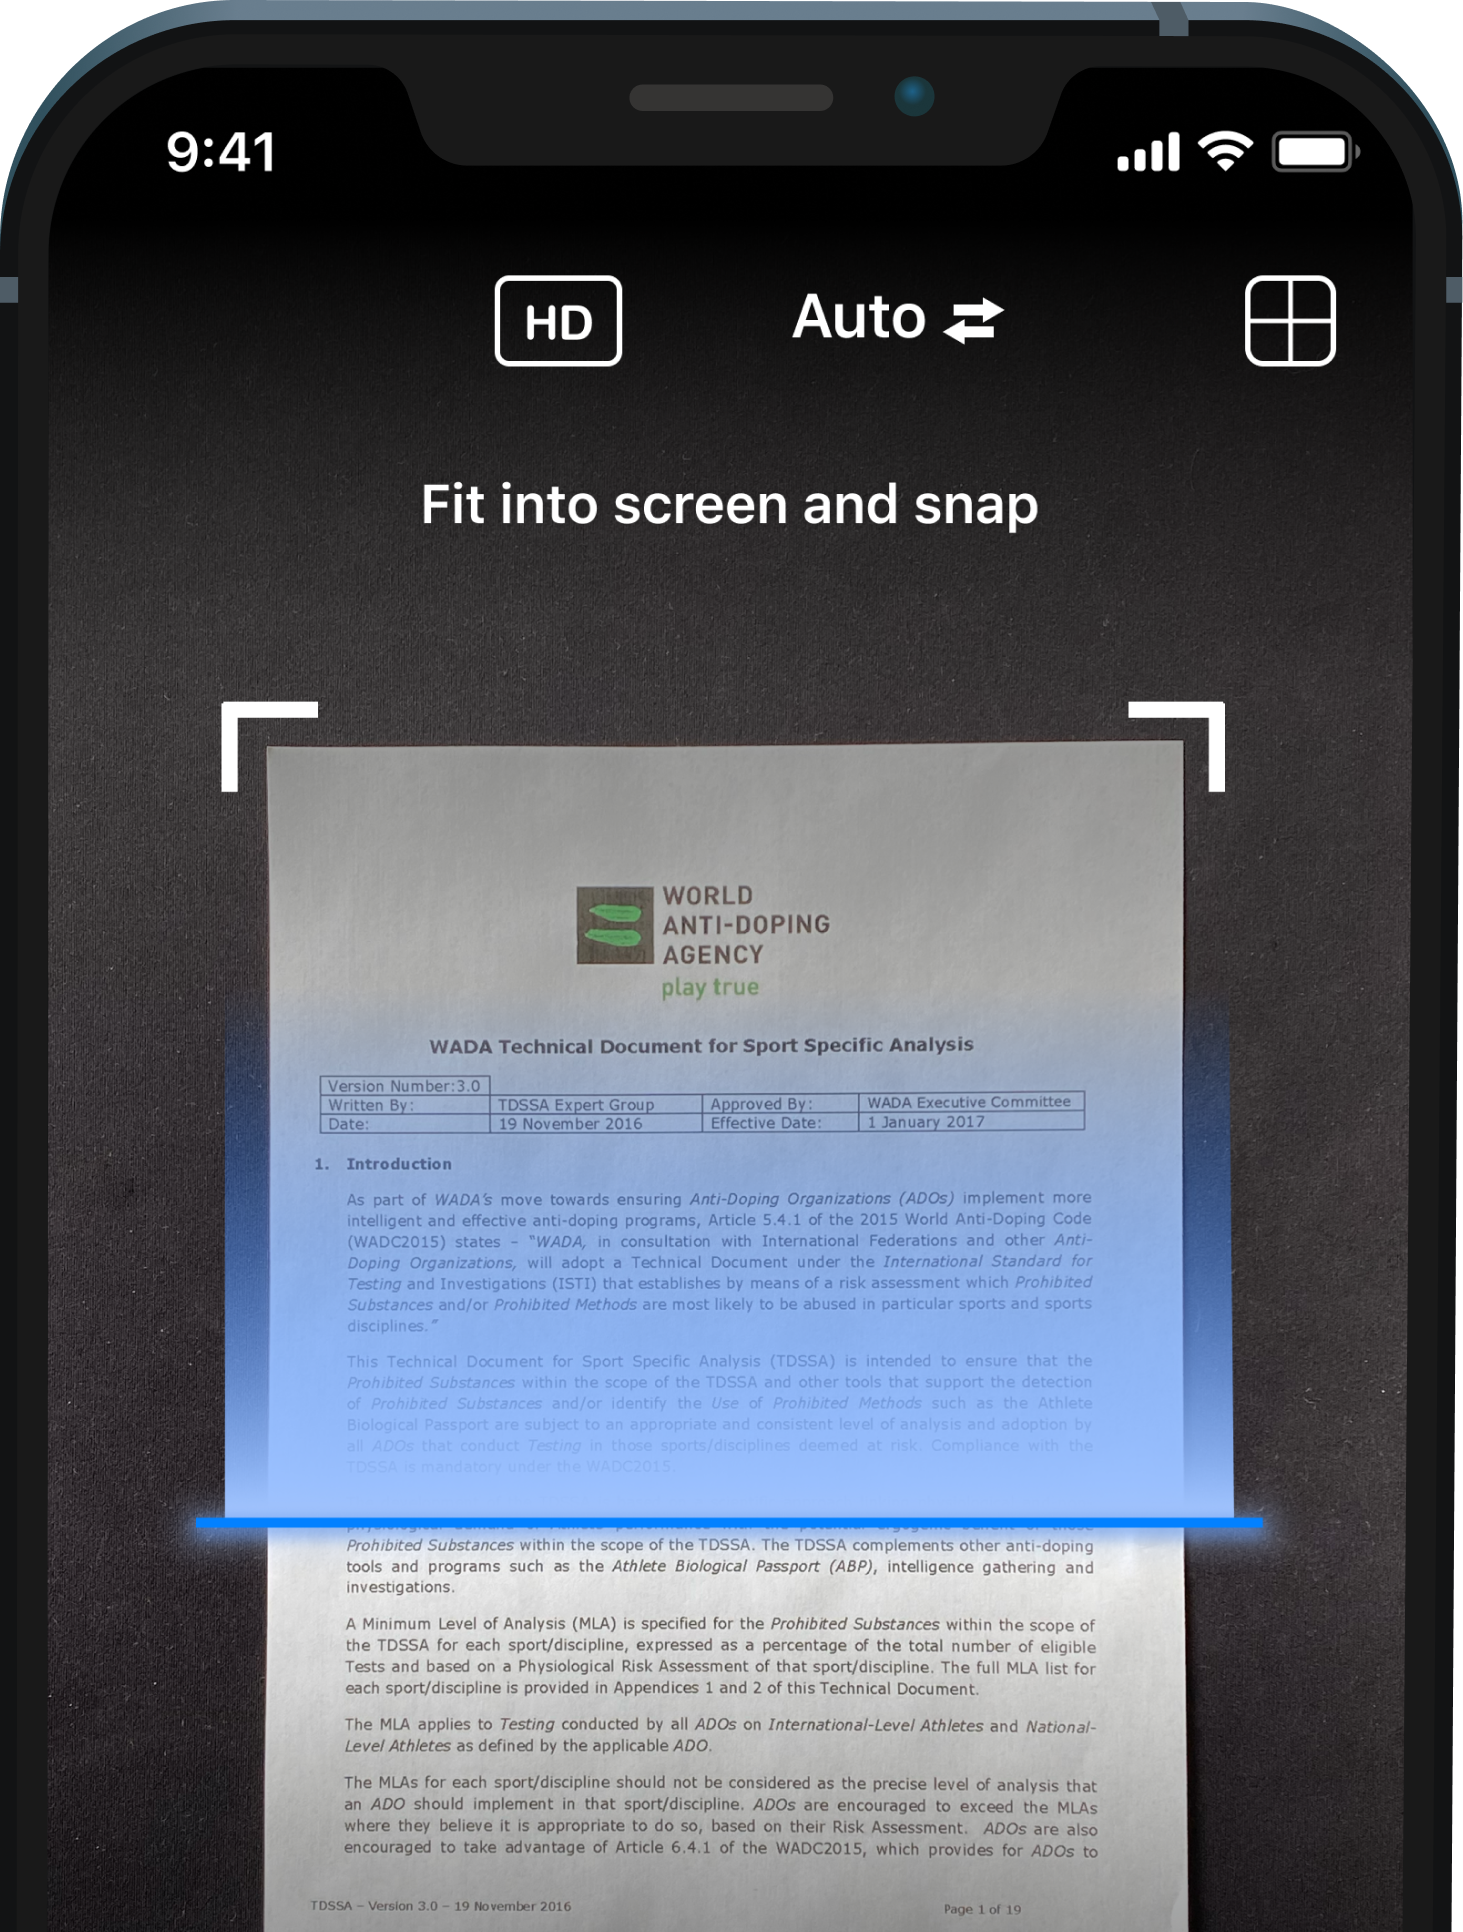 9:41
HD
Auto
Fit into screen and snap
WORLD
ANTI-DOPING
AGENCY
play true
WADA Technical Document for Sport Specific Analysis
Version Number:3.0
Written By: TDSSA Expert Group Approved By: WADA Executive Committee
Date: 19 November 2016 Effective Date: 1 January 2017
1. Introduction
As part of WADA's move towards ensuring Anti-Doping Organizations (ADOs) implement more
intelligent and effective anti-doping programs, Article 5.4.1 of the 2015 World Anti-Doping Code
(WADC2015) states – "WADA, in consultation with International Federations and other Anti-
Doping Organizations, will adopt a Technical Document under the International Standard for
Testing and Investigations (ISTI) that establishes by means of a risk assessment which Prohibited
Substances and/or Prohibited Methods are most likely to be abused in particular sports and sports
disciplines."
This Technical Document for Sport Specific Analysis (TDSSA) is intended to ensure that the
Prohibited Substances within the scope of the TDSSA and other tools that support the detection
of Prohibited Substances and/or identify the Use of Prohibited Methods such as the Athlete
Biological Passport are subject to an appropriate and consistent level of analysis and adoption by
all ADOs that conduct Testing in those sports/disciplines deemed at risk. Compliance with the
TDSSA is mandatory under the WADC2015.
Prohibited Substances within the scope of the TDSSA. The TDSSA complements other anti-doping
tools and programs such as the Athlete Biological Passport (ABP), intelligence gathering and
investigations.
A Minimum Level of Analysis (MLA) is specified for the Prohibited Substances within the scope of
the TDSSA for each sport/discipline, expressed as a percentage of the total number of eligible
Tests and based on a Physiological Risk Assessment of that sport/discipline. The full MLA list for
each sport/discipline is provided in Appendices 1 and 2 of this Technical Document.
The MLA applies to Testing conducted by all ADOs on International-Level Athletes and National-
Level Athletes as defined by the applicable ADO.
The MLAs for each sport/discipline should not be considered as the precise level of analysis that
an ADO should implement in that sport/discipline. ADOs are encouraged to exceed the MLAs
where they believe it is appropriate to do so, based on their Risk Assessment. ADOs are also
encouraged to take advantage of Article 6.4.1 of the WADC2015, which provides for ADOs to
TDSSA – Version 3.0 – 19 November 2016 Page 1 of 19